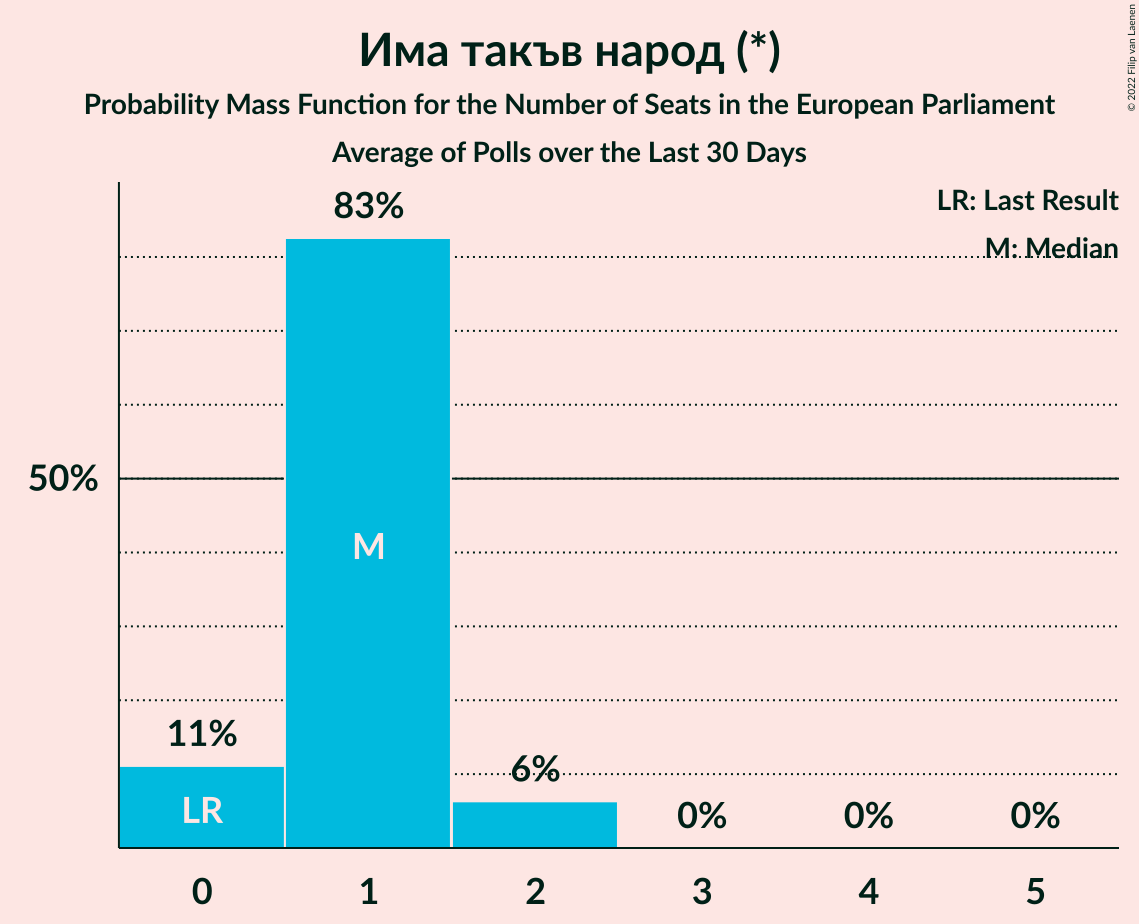 Има такъв народ (*)
Probability Mass Function for the Number of Seats in the European Parliament
Average of Polls over the Last 30 Days
© 2022 Filip van Laenen
LR: Last Result
M: Median
83%
50%
M
11%
LR
6%
0%
0%
0%
0
1
2
3
4
5